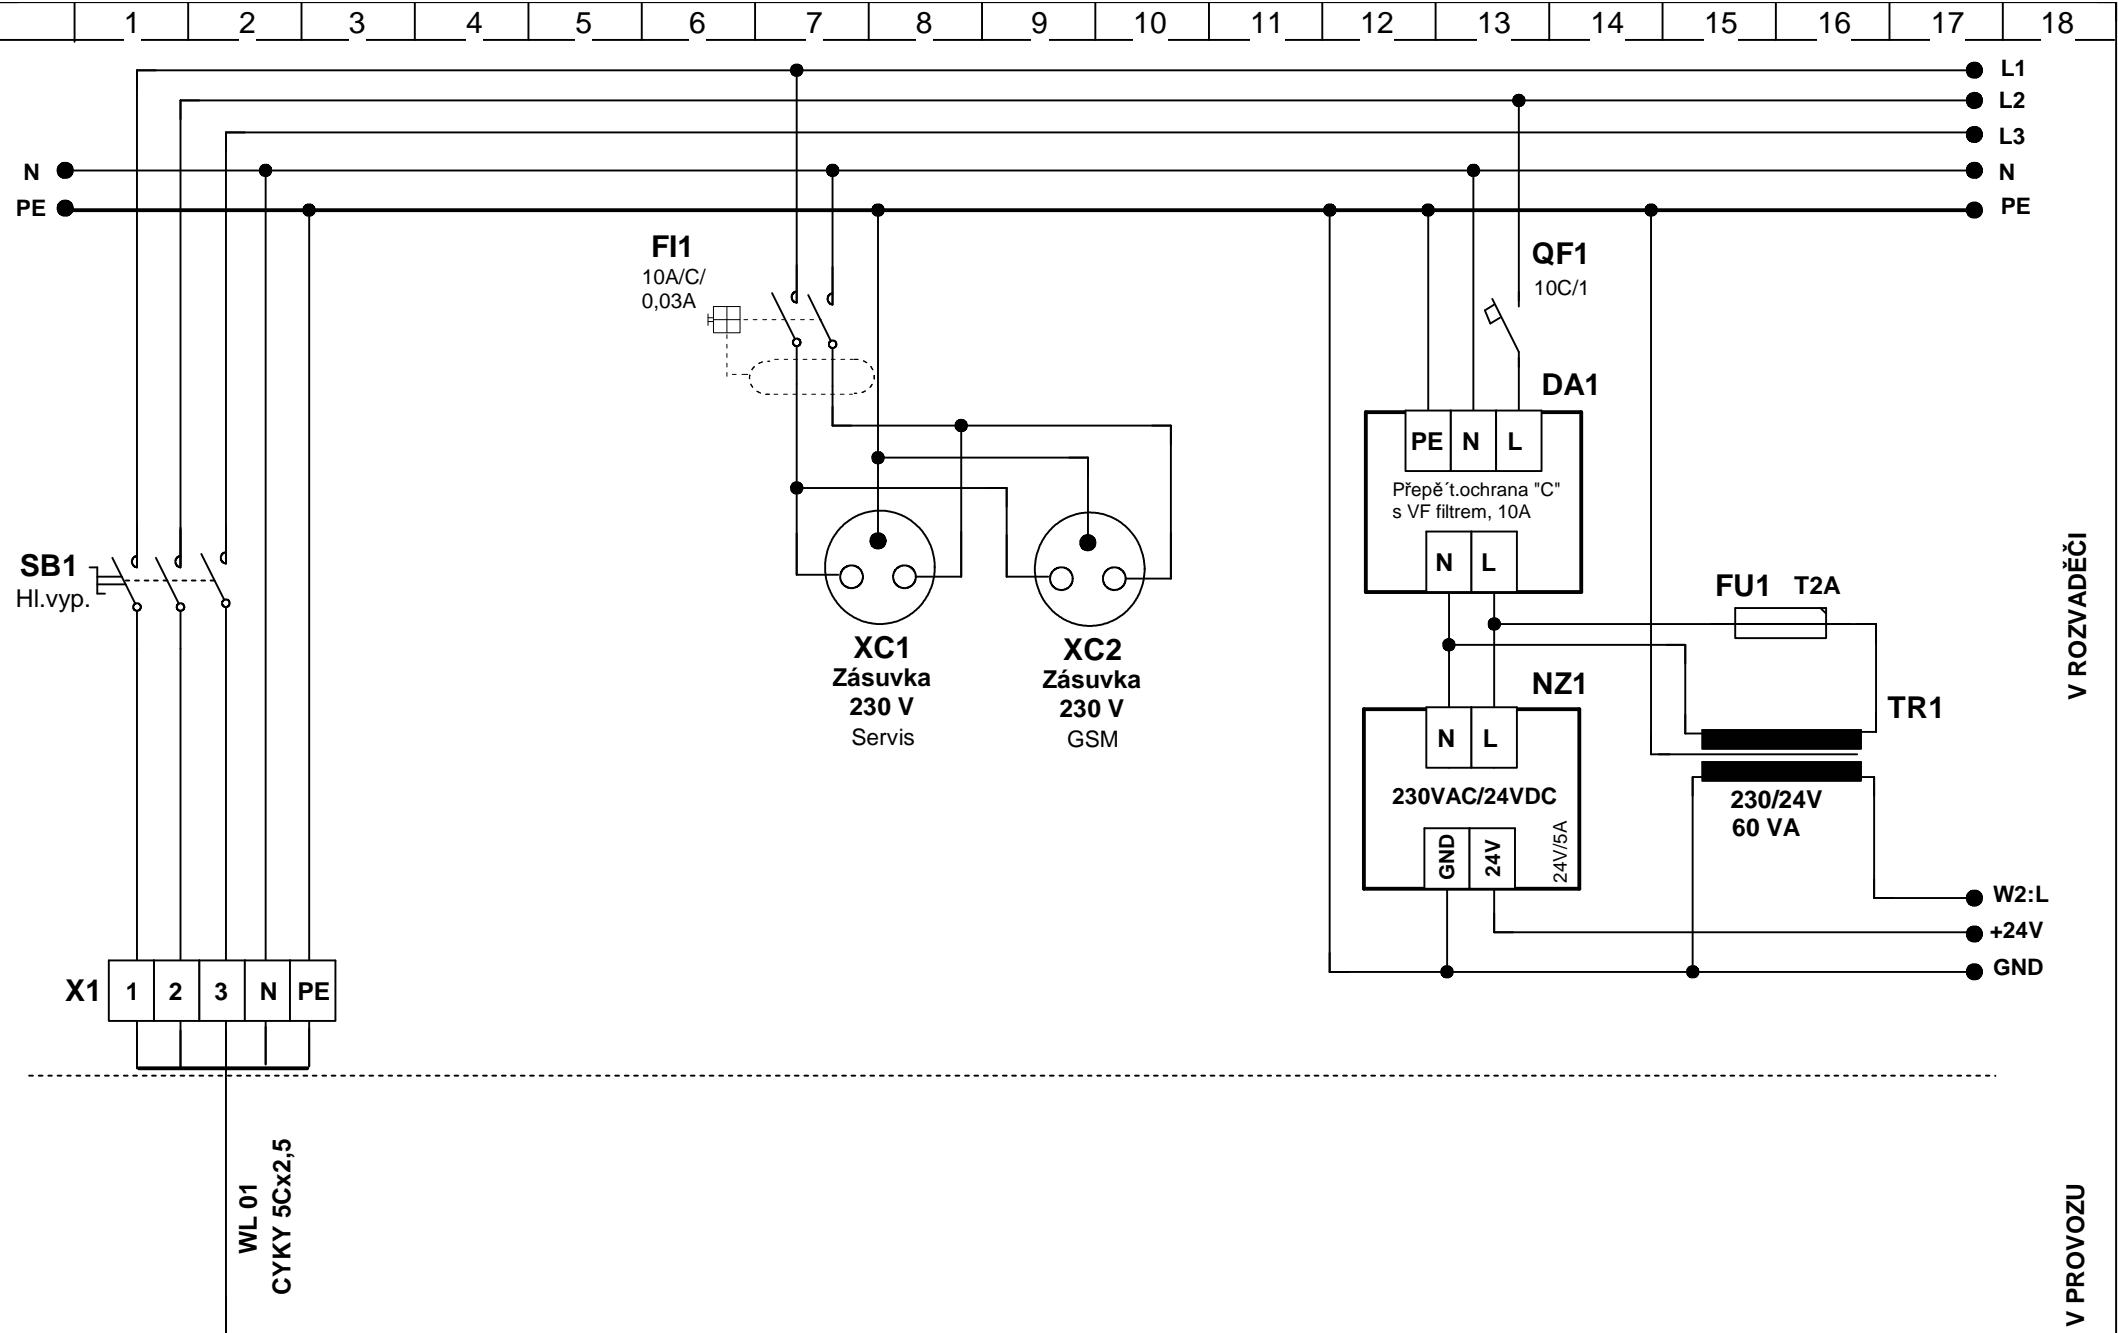 1 2 3 4 5 6 7 8 9 10 11 12 13 14 15 16 17 18
L1
L2
L3
N N
PE PE
FI1
10A/C/
0,03A
QF1
10C/1
DA1
PE N L
Přepě´t.ochrana "C"
s VF filtrem, 10A
N L
SB1
Hl.vyp.
FU1 T2A
XC1
Zásuvka
230 V
Servis
XC2
Zásuvka
230 V
GSM
NZ1
N L
230VAC/24VDC
GND
24V
24V/5A
TR1
230/24V
60 VA
W2:L
+24V
GND
X1 1 2 3 N PE
V ROZVADĚČI
WL 01
CYKY 5Cx2,5
V PROVOZU